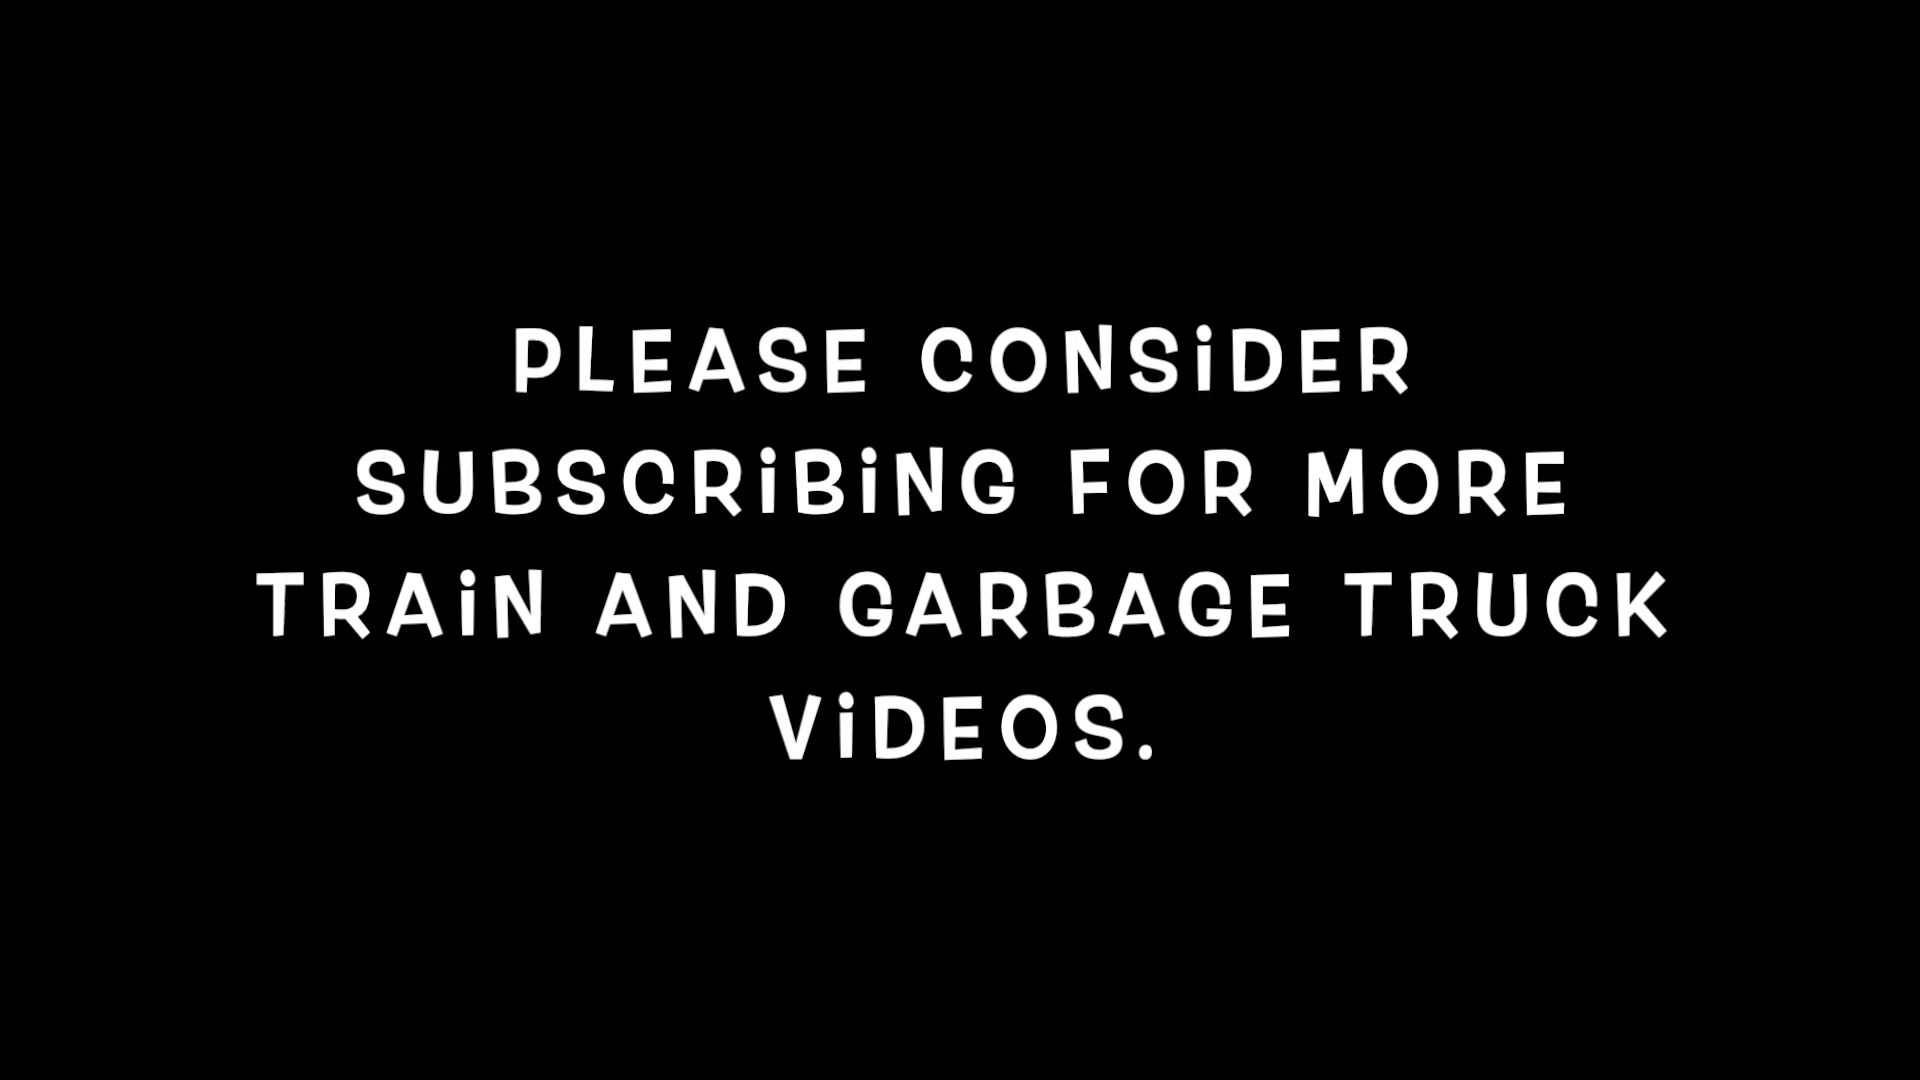 PLEASE CONSiDER
SUBSCRiBiNG FOR MORE
TRAiN AND GARBAGE TRUCK
ViDEOS.